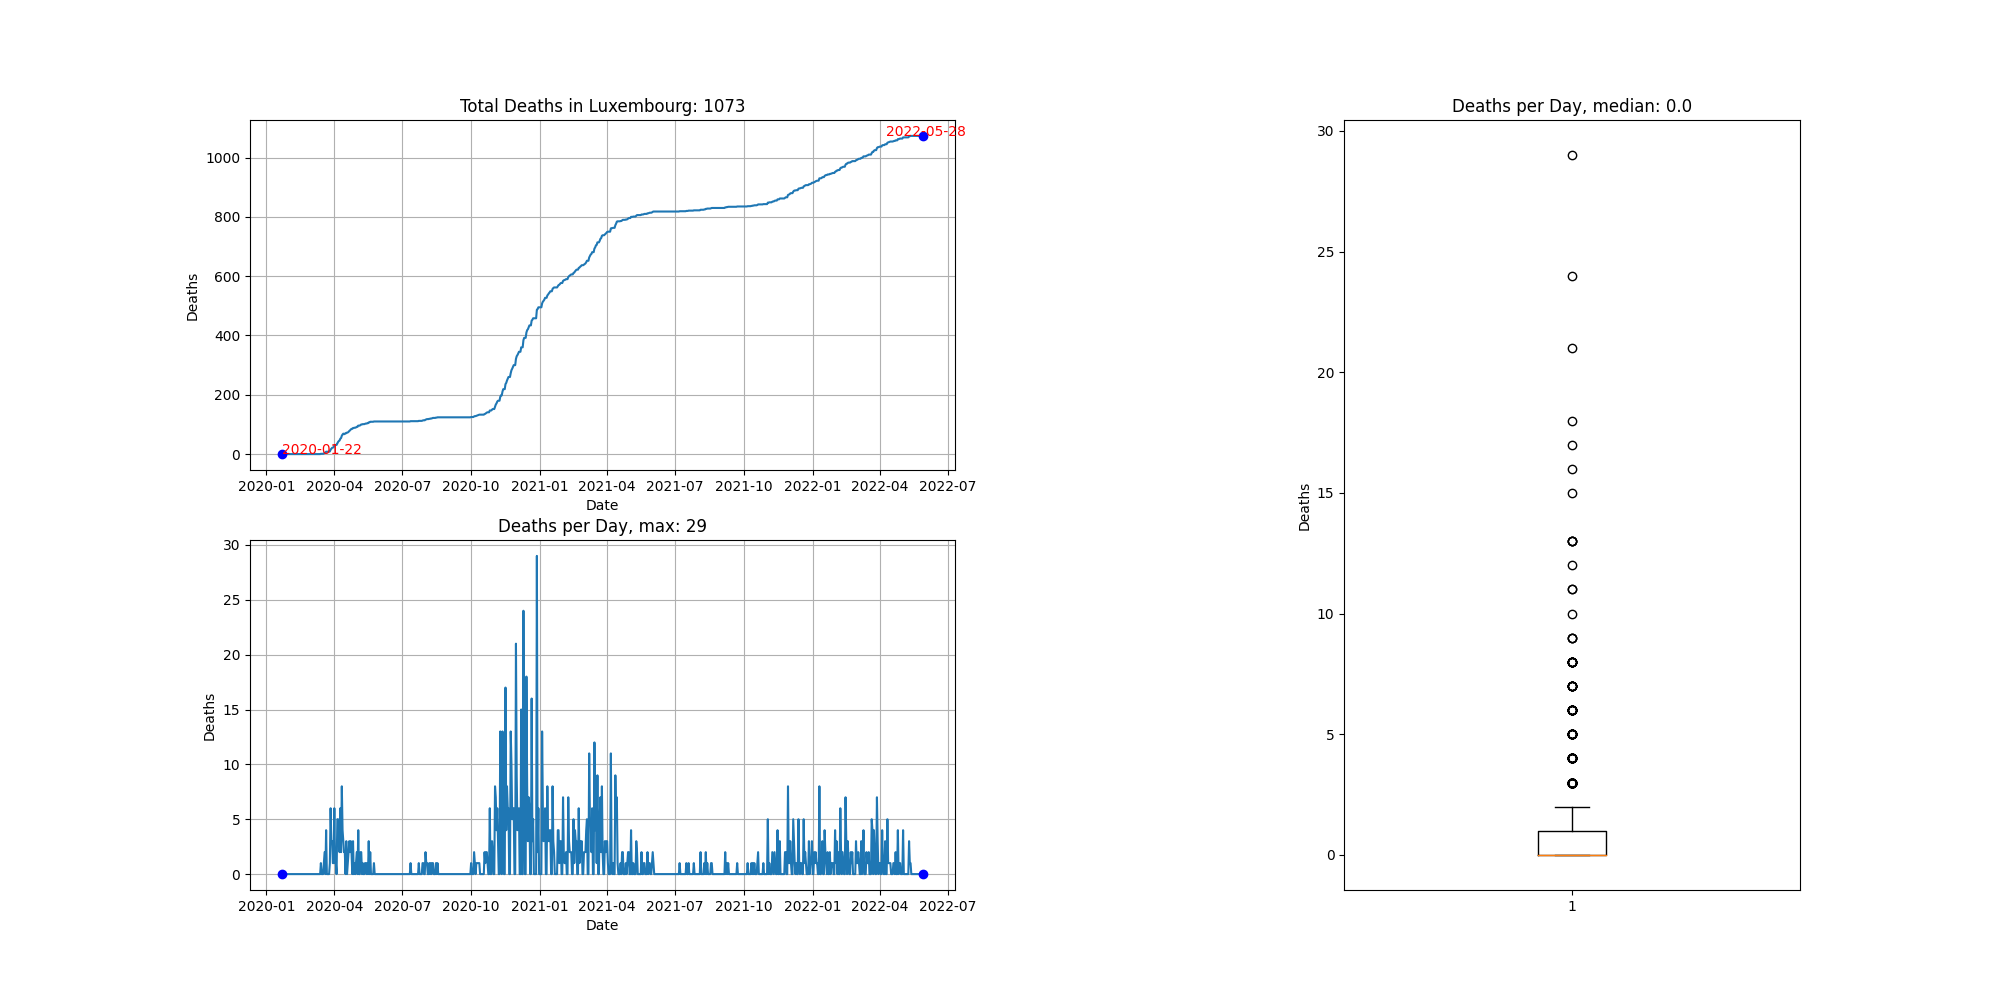 Total Deaths in Luxembourg: 1073
Deaths
1000
800
600
400
200
0
2020-01-22
2022-05-28
2020-01 2020-04 2020-07 2020-10 2021-01 2021-04 2021-07 2021-10 2022-01 2022-04 2022-07
Date
Deaths per Day, max: 29
Deaths
30
25
20
15
10
5
0
2020-01 2020-04 2020-07 2020-10 2021-01 2021-04 2021-07 2021-10 2022-01 2022-04 2022-07
Date
Deaths per Day, median: 0.0
Deaths
30
25
20
15
10
5
0
1